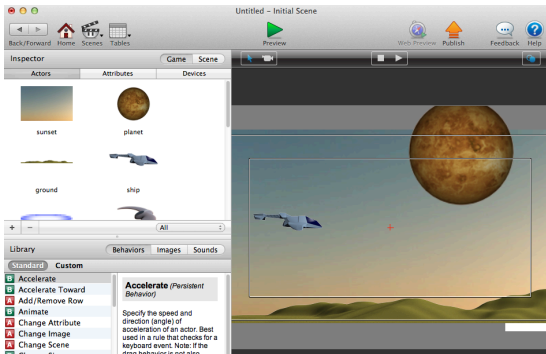 Untitled – Initial Scene
Back/Forward Home Scenes Tables Preview Web Preview Publish Feedback Help
Inspector Game Scene
Actors Attributes Devices
sunset planet
ground ship
+ − All
Library Behaviors Images Sounds
Standard Custom
B Accelerate
B Accelerate Toward
A Add/Remove Row
B Animate
A Change Attribute
A Change Image
A Change Scene
Accelerate (Persistent
Behavior)
Specify the speed and
direction (angle) of
acceleration of an actor. Best
used in a rule that checks for a
keyboard event. Note: If the